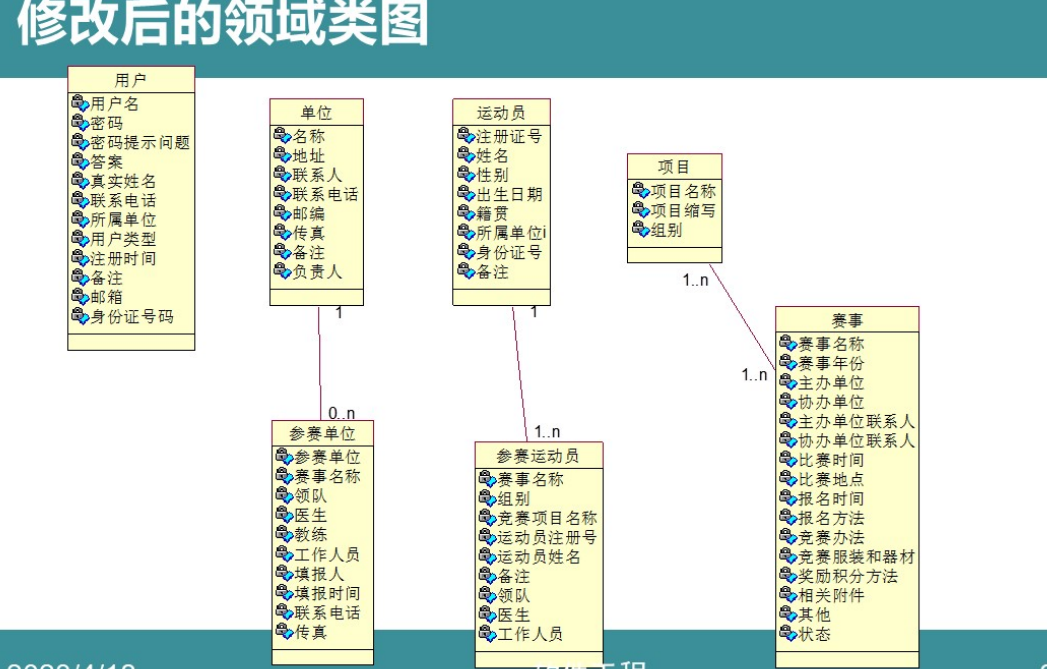 修改后的领域类图
用户
用户名
密码
密码提示问题
答案
真实姓名
联系电话
所属单位
用户类型
注册时间
备注
邮箱
身份证号码
单位
名称
地址
联系人
联系电话
邮编
传真
备注
负责人
1
0..n
参赛单位
参赛单位
赛事名称
领队
医生
教练
工作人员
填报人
填报时间
联系电话
传真
运动员
注册证号
姓名
性别
出生日期
籍贯
所属单位i
身份证号
备注
1
1..n
参赛运动员
赛事名称
组别
竞赛项目名称
运动员注册号
运动员姓名
备注
领队
医生
工作人员
项目
项目名称
项目缩写
组别
1..n
1..n
赛事
赛事名称
赛事年份
主办单位
协办单位
主办单位联系人
协办单位联系人
比赛时间
比赛地点
报名时间
报名方法
竞赛办法
竞赛服装和器材
奖励积分方法
相关附件
其他
状态